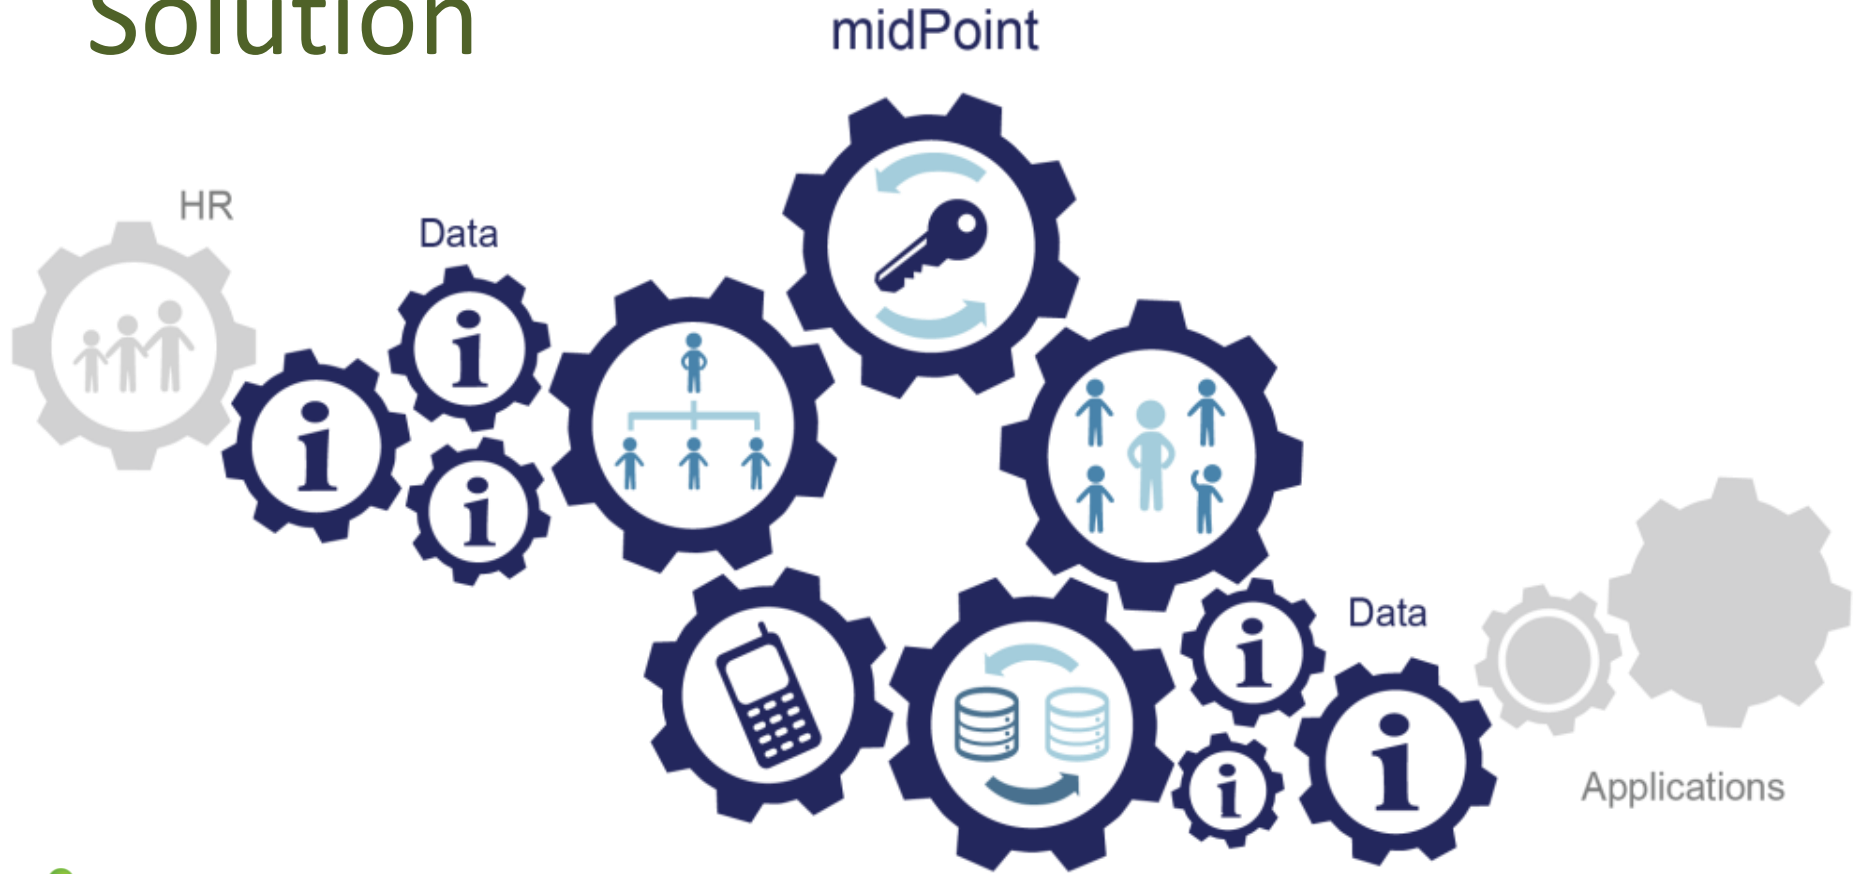 Solution
midPoint
HR
Data
i
i
i
i
Data
i
i
Applications